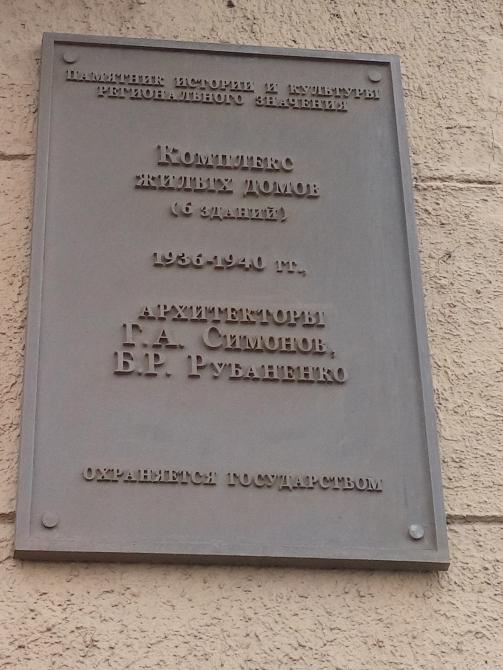 ПАМЯТНИК ИСТОРИИ И КУЛЬТУРЫ
РЕГИОНАЛЬНОГО ЗНАЧЕНИЯ
КОМПЛЕКС
ЖИЛЫХ ДОМОВ
(6 ЗДАНИЙ)
1936-1940 ГГ.,
АРХИТЕКТОРЫ
Г.А. СИМОНОВ,
Б.Р. РУБАНЕНКО
ОХРАНЯЕТСЯ ГОСУДАРСТВОМ